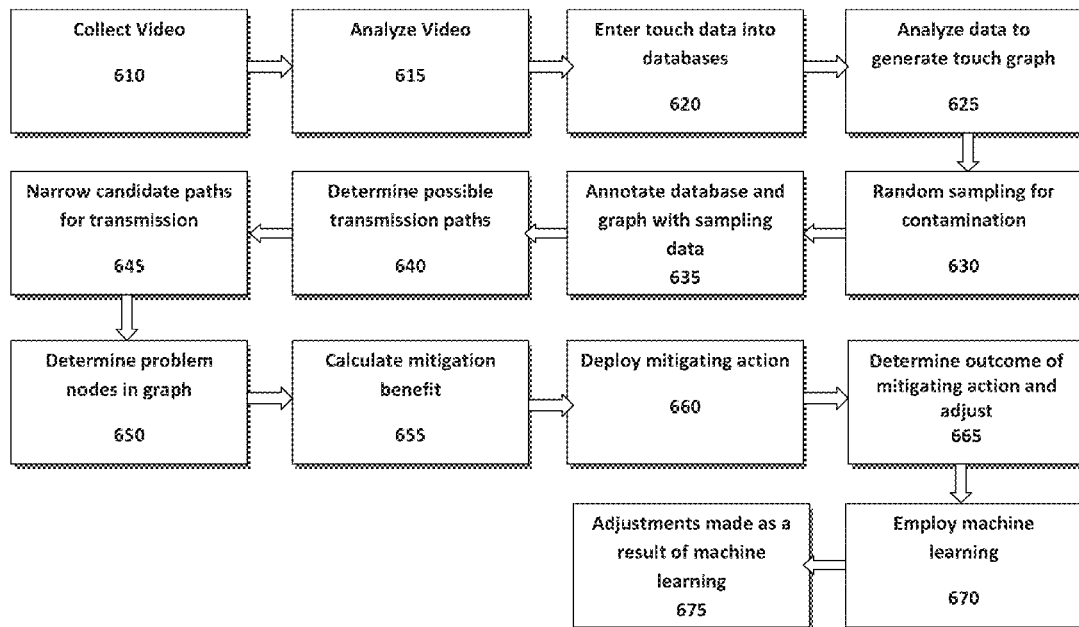 Collect Video
610
Analyze Video
615
Enter touch data into
databases
620
Analyze data to
generate touch graph
625
Random sampling for
contamination
630
Annotate database and
graph with sampling
data
635
Determine possible
transmission paths
640
Narrow candidate paths
for transmission
645
Determine problem
nodes in graph
650
Calculate mitigation
benefit
655
Deploy mitigating action
660
Determine outcome of
mitigating action and
adjust
665
Employ machine
learning
670
Adjustments made as a
result of machine
learning
675